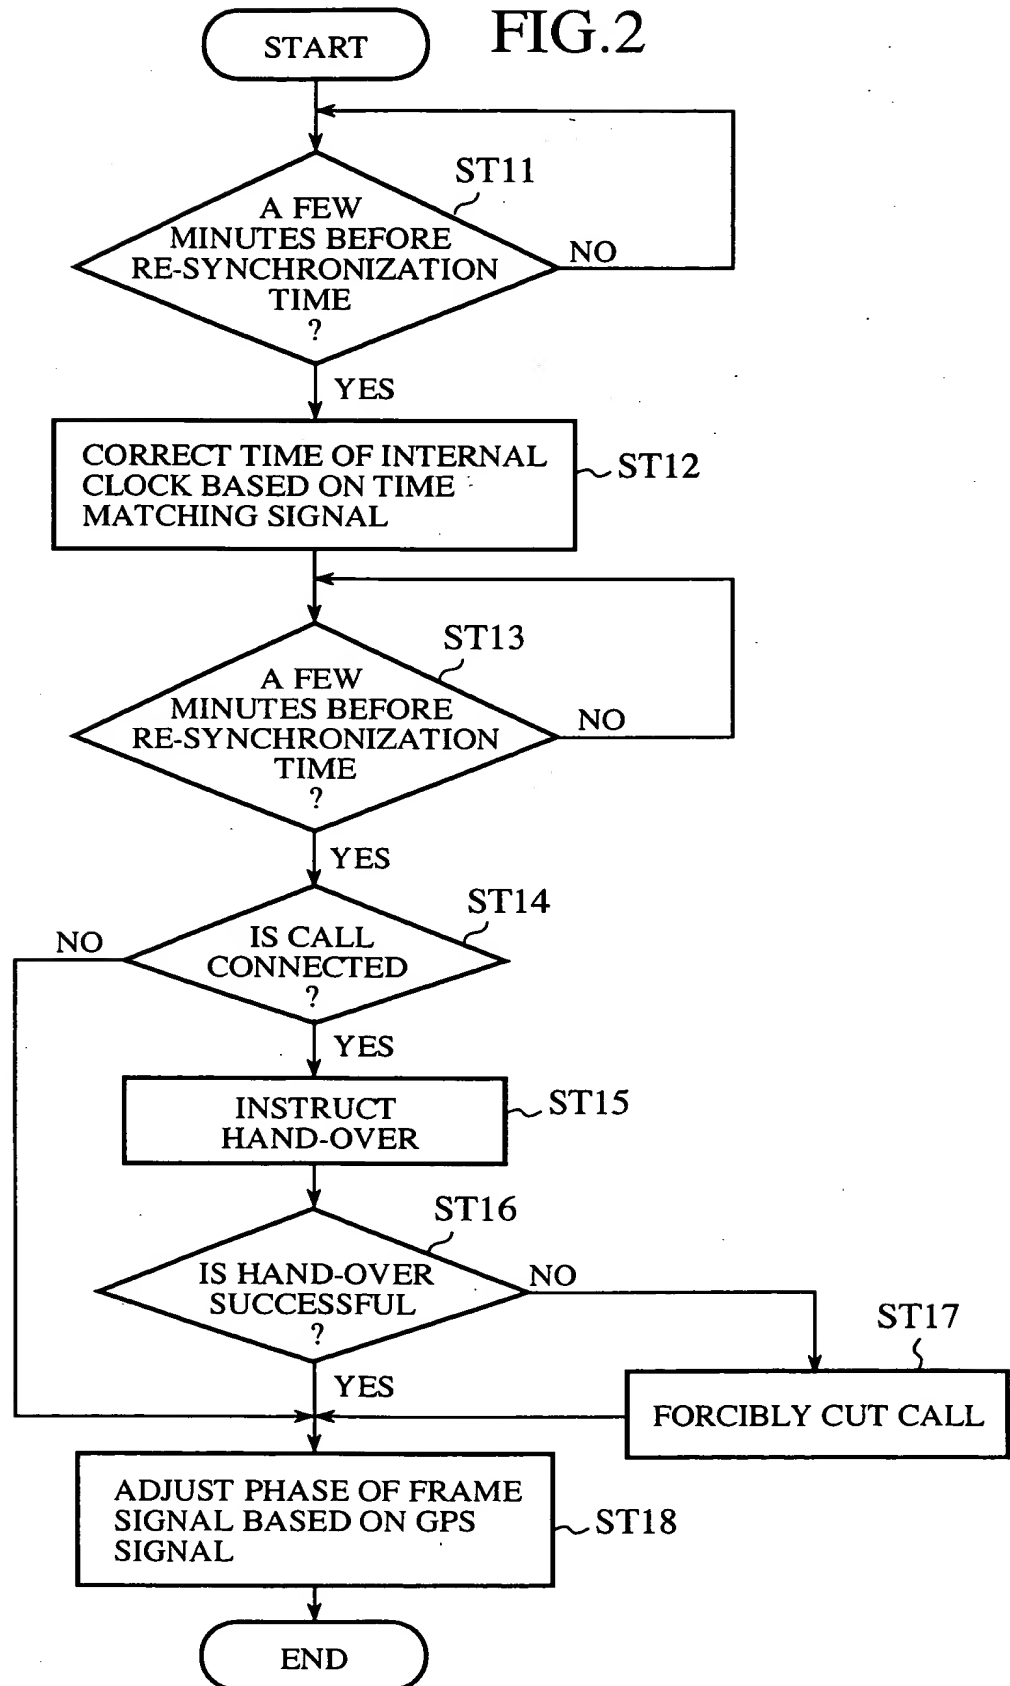 FIG.2
START
ST11
A FEW
MINUTES BEFORE
RE-SYNCHRONIZATION
TIME
?
NO
YES
CORRECT TIME OF INTERNAL
CLOCK BASED ON TIME
MATCHING SIGNAL
ST12
ST13
A FEW
MINUTES BEFORE
RE-SYNCHRONIZATION
TIME
?
NO
YES
ST14
IS CALL
CONNECTED
?
NO
YES
INSTRUCT
HAND-OVER
ST15
ST16
IS HAND-OVER
SUCCESSFUL
?
NO
YES
ST17
FORCIBLY CUT CALL
ADJUST PHASE OF FRAME
SIGNAL BASED ON GPS
SIGNAL
ST18
END